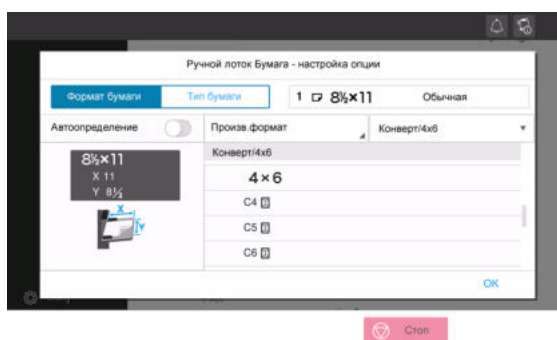 Ручной лоток Бумага - настройка опции
Формат бумаги Тип бумаги 1 8½×11 Обычная
Автоопределение Произв.формат Конверт/4x6
8½×11
X 11
Y 8½
X
Y
Конверт/4x6
4×6
C4
C5
C6
OK
Стоп